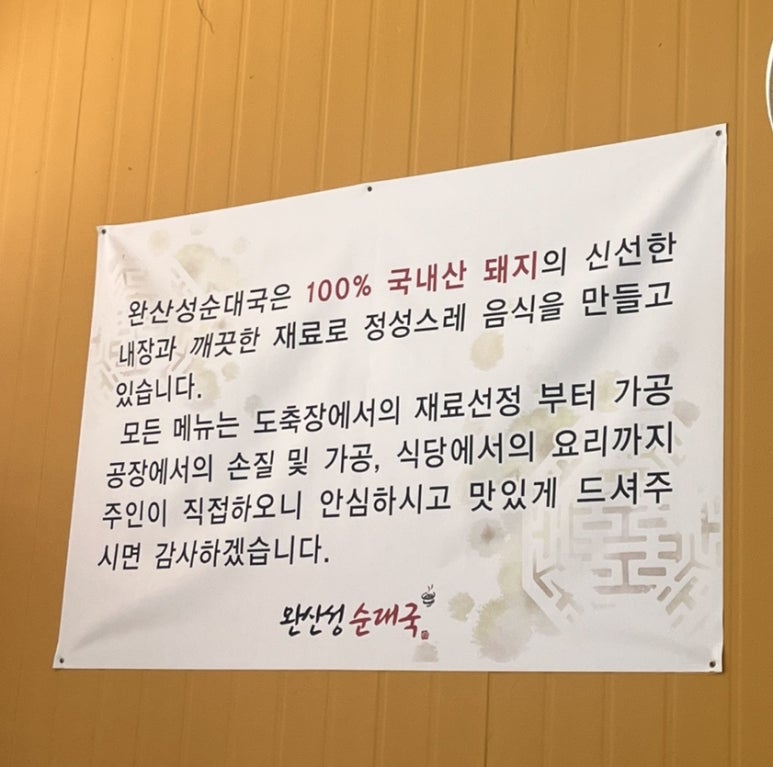 완산성순대국은 100% 국내산 돼지의 신선한
내장과 깨끗한 재료로 정성스레 음식을 만들고
있습니다.
모든 메뉴는 도축장에서의 재료선정 부터 가공
공장에서의 손질 및 가공, 식당에서의 요리까지
주인이 직접하오니 안심하시고 맛있게 드셔주
시면 감사하겠습니다.
완산성 순대국